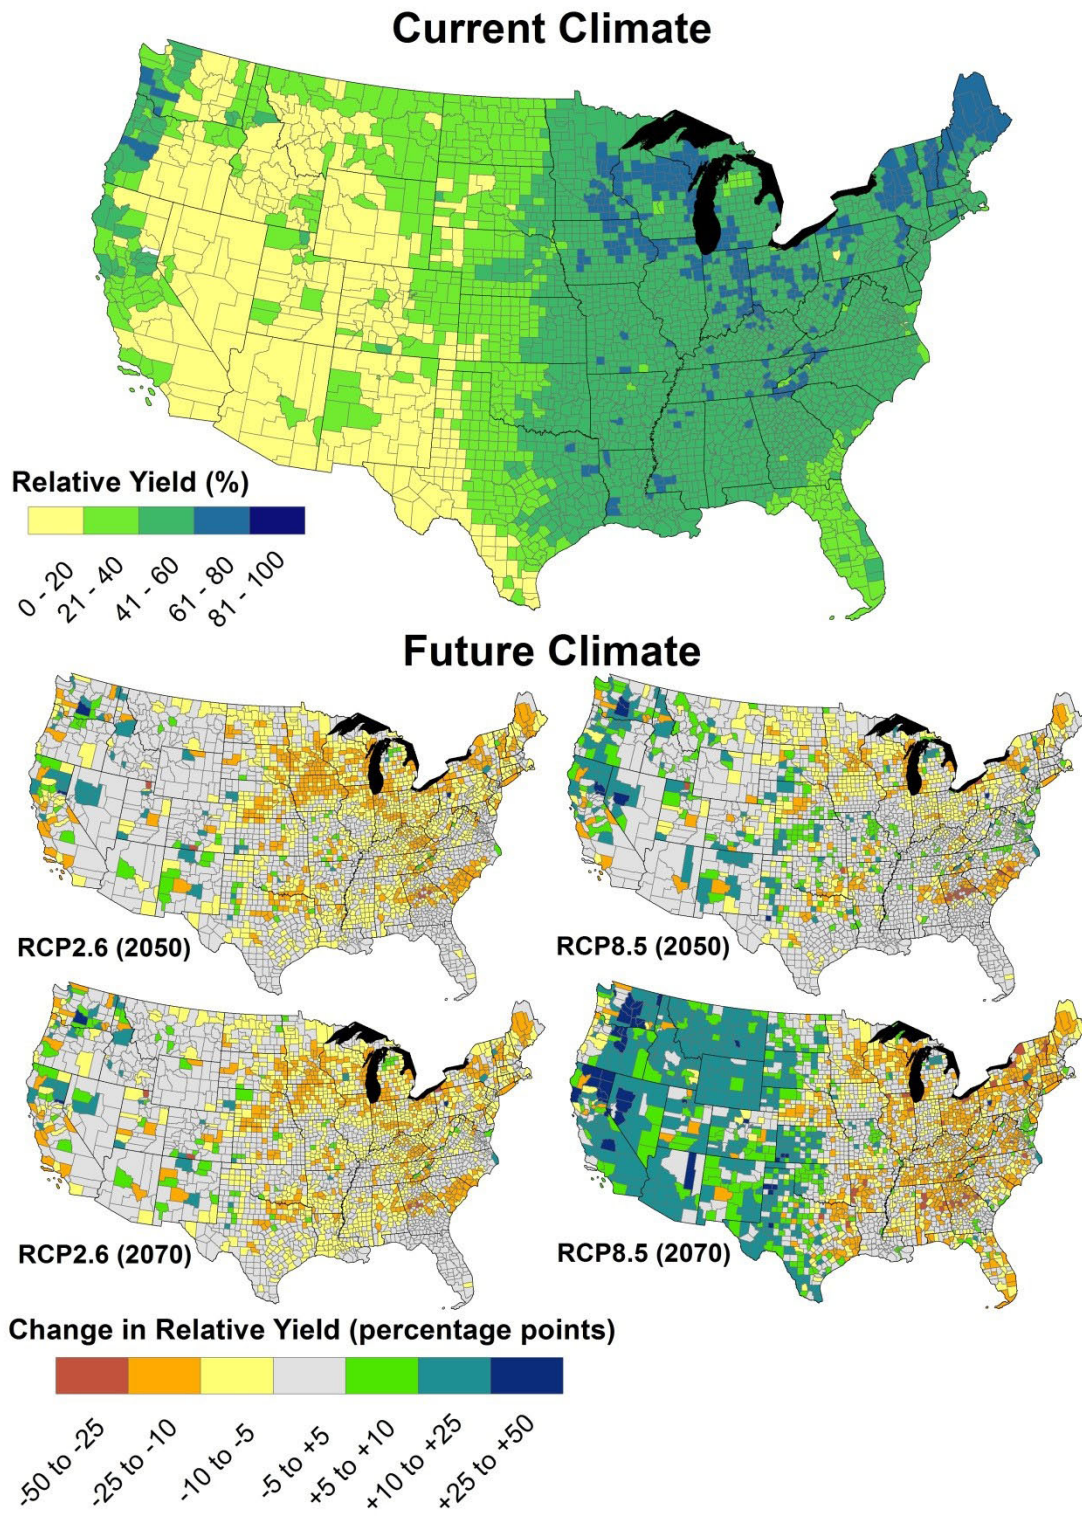 Current Climate
Relative Yield (%)
0 - 20
21 - 40
41 - 60
61 - 80
81 - 100
Future Climate
RCP2.6 (2050)
RCP8.5 (2050)
RCP2.6 (2070)
RCP8.5 (2070)
Change in Relative Yield (percentage points)
-50 to -25
-25 to -10
-10 to -5
-5 to +5
+5 to +10
+10 to +25
+25 to +50